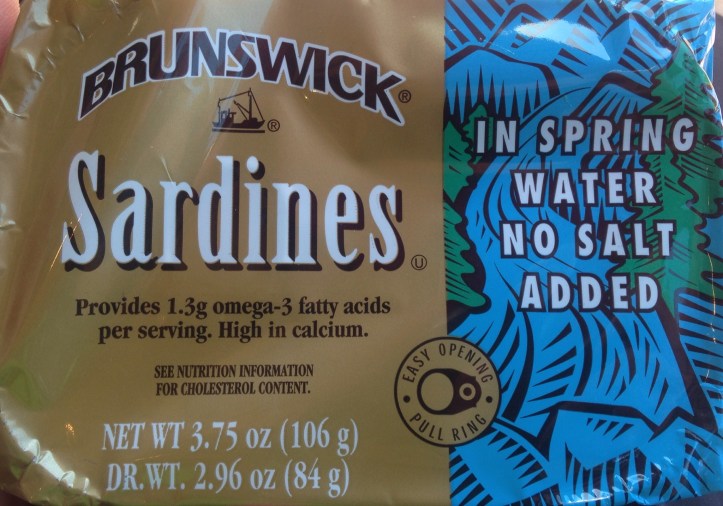 BRUNSWICK®
®
Sardines Ⓤ
Provides 1.3g omega-3 fatty acids
per serving. High in calcium.
SEE NUTRITION INFORMATION
FOR CHOLESTEROL CONTENT.
NET WT 3.75 oz (106 g)
DR.WT. 2.96 oz (84 g)
IN SPRING
WATER
NO SALT
ADDED
EASY OPENING
PULL RING